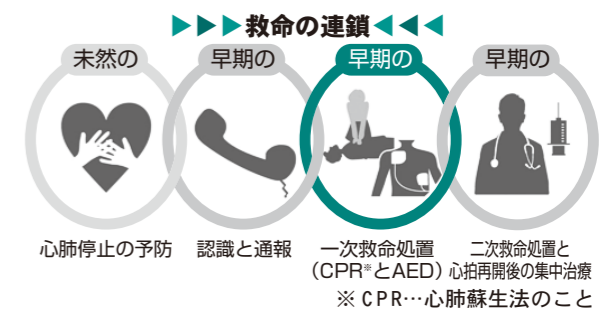 ▶▶▶救命の連鎖◀◀◀
未然の 早期の 早期の 早期の
心肺停止の予防 認識と通報 一次救命処置 二次救命処置と
（CPR※とAED） 心拍再開後の集中治療
※CPR…心肺蘇生法のこと